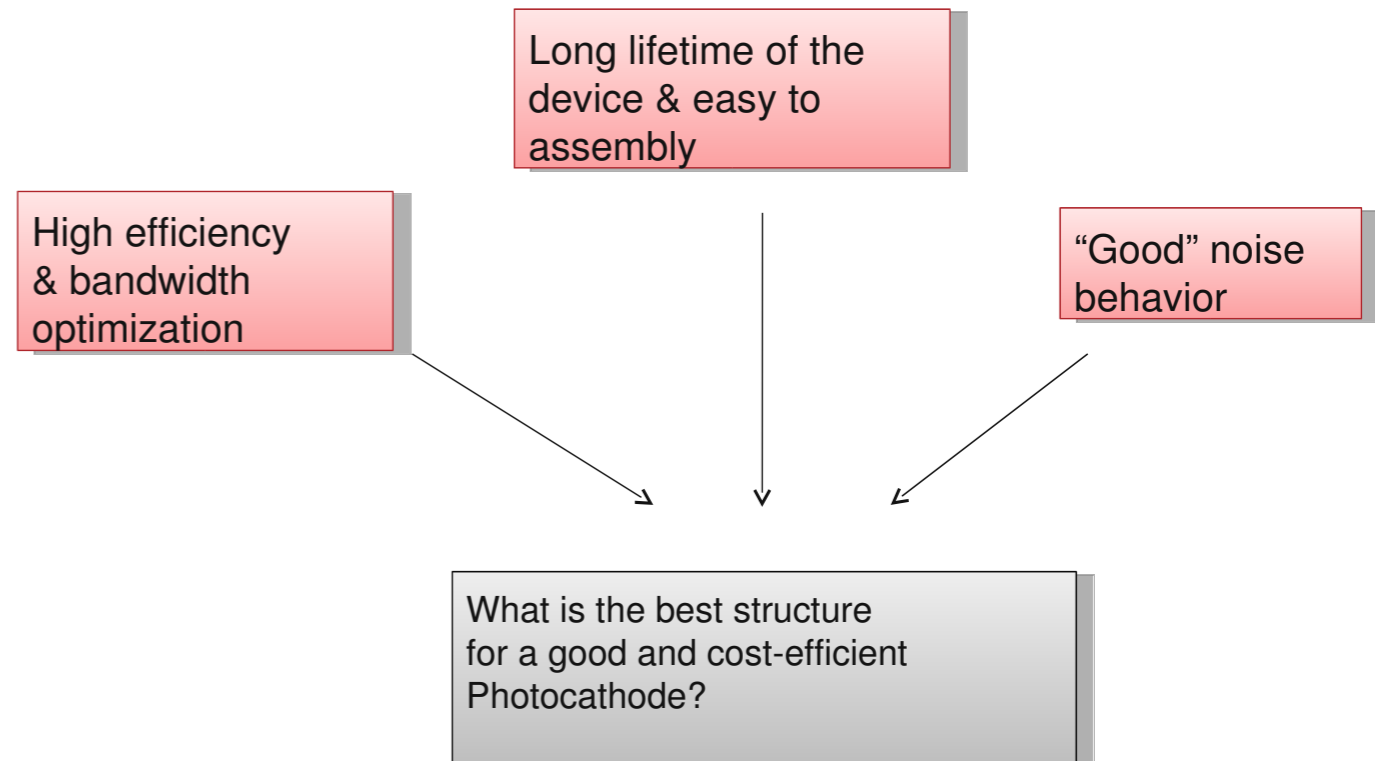 Long lifetime of the
device & easy to
assembly
High efficiency
& bandwidth
optimization
“Good” noise
behavior
What is the best structure
for a good and cost-efficient
Photocathode?